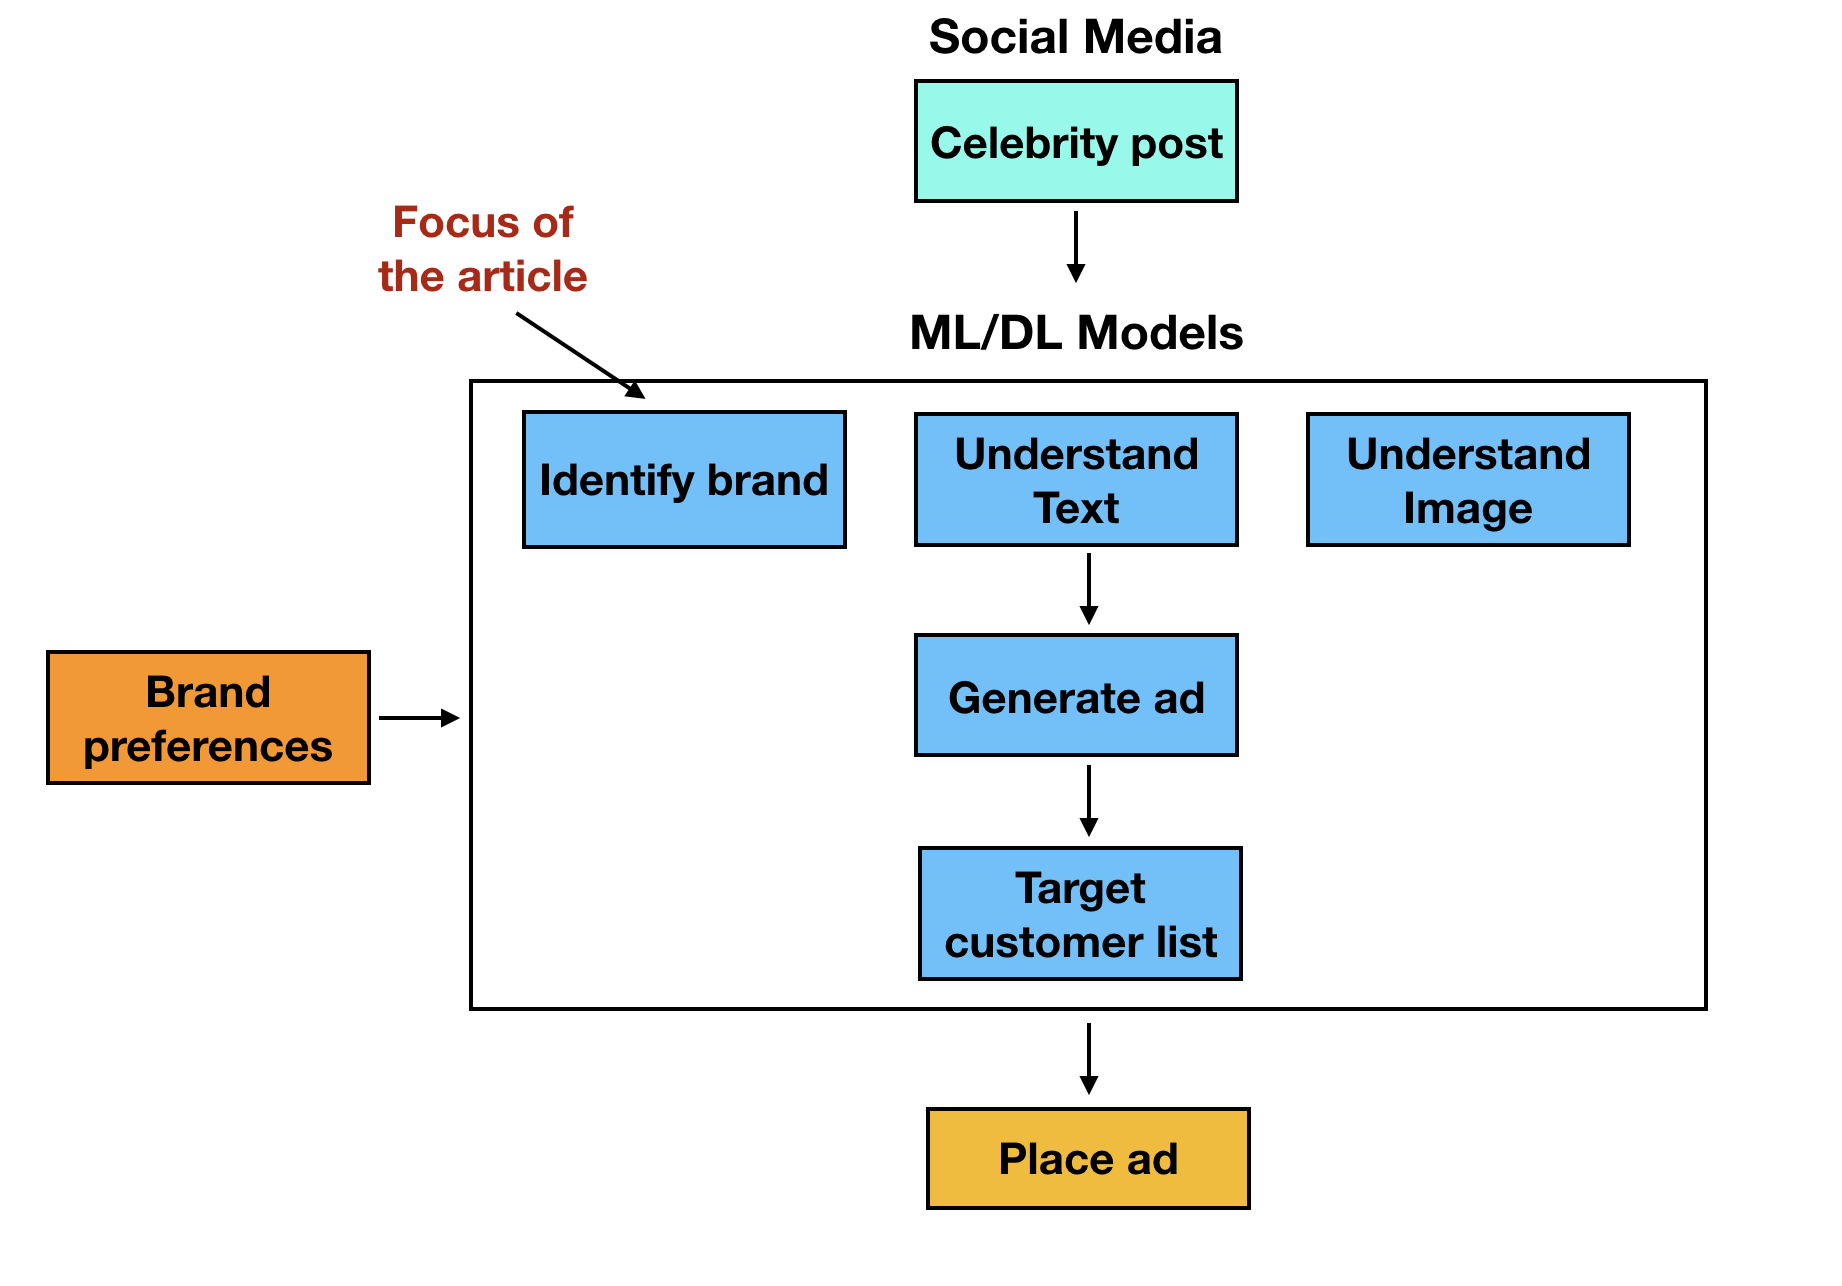 Social Media
Celebrity post
Focus of
the article
ML/DL Models
Identify brand
Understand
Text
Understand
Image
Brand
preferences
Generate ad
Target
customer list
Place ad